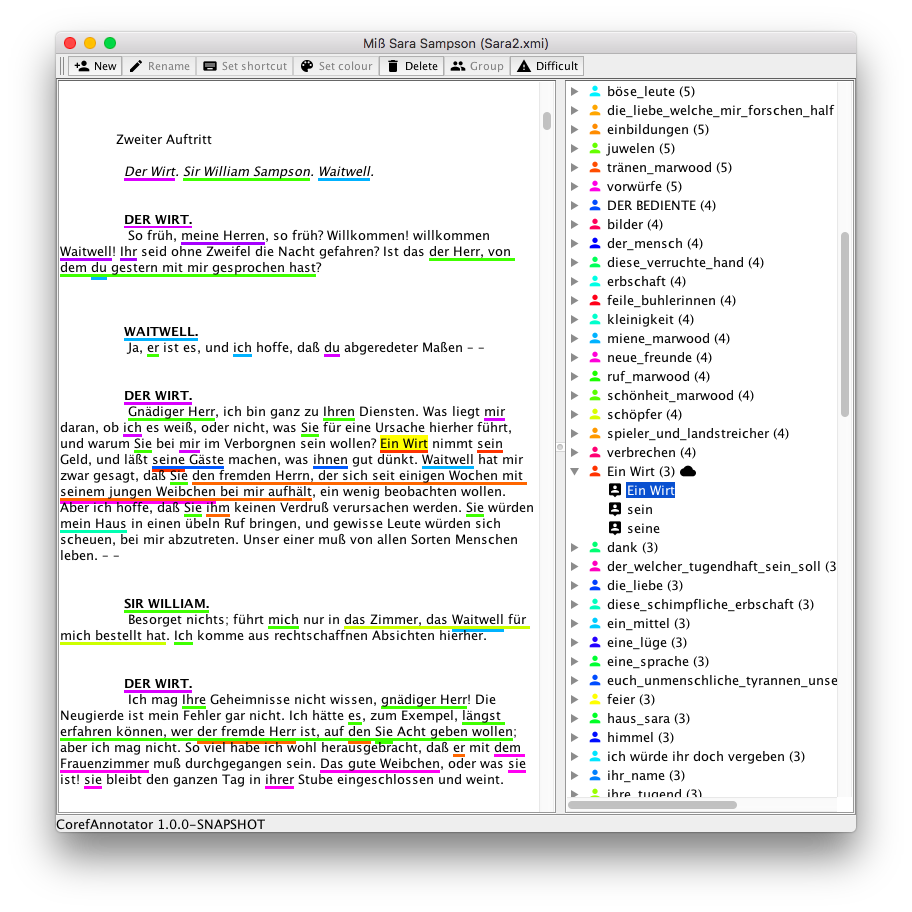 Miß Sara Sampson (Sara2.xmi)
New Rename Set shortcut Set colour Delete Group Difficult
Zweiter Auftritt
Der Wirt. Sir William Sampson. Waitwell.
DER WIRT.
So früh, meine Herren, so früh? Willkommen! willkommen
Waitwell! Ihr seid ohne Zweifel die Nacht gefahren? Ist das der Herr, von
dem du gestern mit mir gesprochen hast?
WAITWELL.
Ja, er ist es, und ich hoffe, daß du abgeredeter Maßen – –
DER WIRT.
Gnädiger Herr, ich bin ganz zu Ihren Diensten. Was liegt mir
daran, ob ich es weiß, oder nicht, was Sie für eine Ursache hierher führt,
und warum Sie bei mir im Verborgnen sein wollen? Ein Wirt nimmt sein
Geld, und läßt seine Gäste machen, was ihnen gut dünkt. Waitwell hat mir
zwar gesagt, daß Sie den fremden Herrn, der sich seit einigen Wochen mit
seinem jungen Weibchen bei mir aufhält, ein wenig beobachten wollen.
Aber ich hoffe, daß Sie ihm keinen Verdruß verursachen werden. Sie würden
mein Haus in einen übeln Ruf bringen, und gewisse Leute würden sich
scheuen, bei mir abzutreten. Unser einer muß von allen Sorten Menschen
leben. – –
SIR WILLIAM.
Besorget nichts; führt mich nur in das Zimmer, das Waitwell für
mich bestellt hat. Ich komme aus rechtschaffnen Absichten hierher.
DER WIRT.
Ich mag Ihre Geheimnisse nicht wissen, gnädiger Herr! Die
Neugierde ist mein Fehler gar nicht. Ich hätte es, zum Exempel, längst
erfahren können, wer der fremde Herr ist, auf den Sie Acht geben wollen;
aber ich mag nicht. So viel habe ich wohl herausgebracht, daß er mit dem
Frauenzimmer muß durchgegangen sein. Das gute Weibchen, oder was sie
ist! sie bleibt den ganzen Tag in ihrer Stube eingeschlossen und weint.
böse_leute (5)
die_liebe_welche_mir_forschen_half
einbildungen (5)
juwelen (5)
tränen_marwood (5)
vorwürfe (5)
DER BEDIENTE (4)
bilder (4)
der_mensch (4)
diese_verruchte_hand (4)
erbschaft (4)
feile_buhlerinnen (4)
kleinigkeit (4)
miene_marwood (4)
neue_freunde (4)
ruf_marwood (4)
schönheit_marwood (4)
schöpfer (4)
spieler_und_landstreicher (4)
verbrechen (4)
Ein Wirt (3)
Ein Wirt
sein
seine
dank (3)
der_welcher_tugendhaft_sein_soll (3
die_liebe (3)
diese_schimpfliche_erbschaft (3)
ein_mittel (3)
eine_lüge (3)
eine_sprache (3)
euch_unmenschliche_tyrannen_unse
feier (3)
haus_sara (3)
himmel (3)
ich würde ihr doch vergeben (3)
ihr_name (3)
ihre_tugend (3)
CorefAnnotator 1.0.0-SNAPSHOT